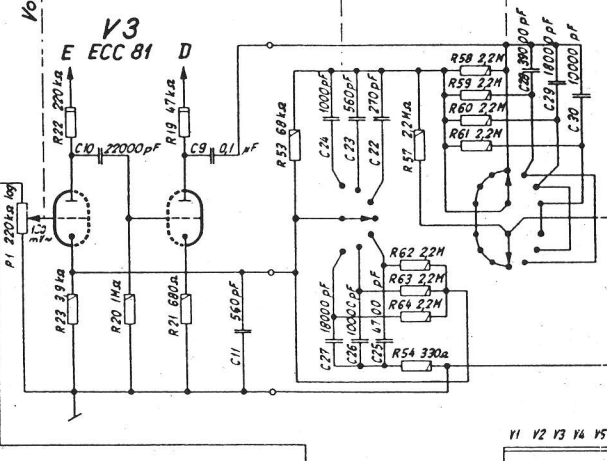 Vo
V3
E ECC 81 D
R22 220kΩ
R19 47kΩ
C10 22000pF
C9 0,1 µF
R53 68kΩ
C24 1000pF
C23 560pF
C22 270pF
R57 2,2MΩ
R58 2,2M
R59 2,2M
R60 2,2M
R61 2,2M
C28 39000pF
C29 18000pF
C30 10000pF
P1 220kΩ log
R23 3,9kΩ
R20 1MΩ
R21 680Ω
C11 560pF
R62 2,2M
R63 2,2M
R64 2,2M
C27 18000pF
C26 10000pF
C25 4700pF
R54 330Ω
V1 V2 V3 V4 V5